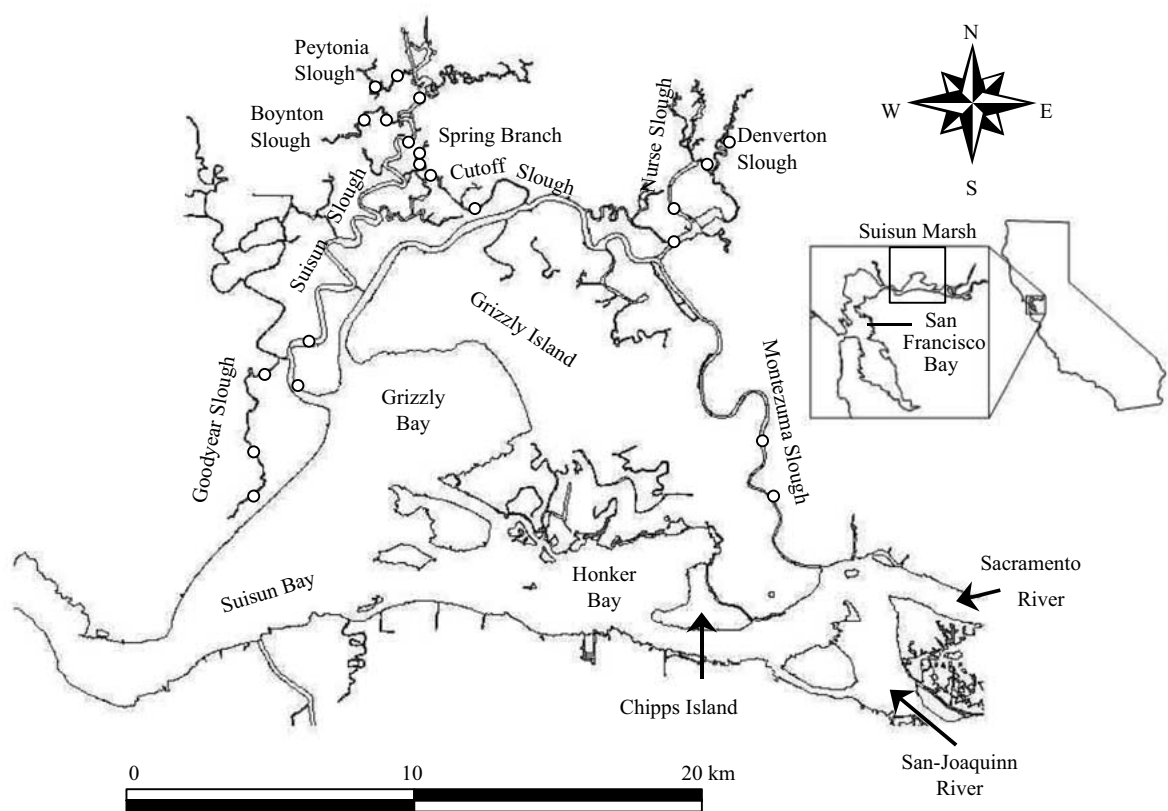 Peytonia
Slough
Boynton
Slough
Spring Branch
Cutoff
Slough
Nurse Slough
Denverton
Slough
N
W
E
S
Suisun Slough
Suisun Marsh
San
Francisco
Bay
Grizzly Island
Grizzly
Bay
Goodyear Slough
Montezuma Slough
Suisun Bay
Honker
Bay
Sacramento
River
Chipps Island
San-Joaquinn
River
0
10
20 km